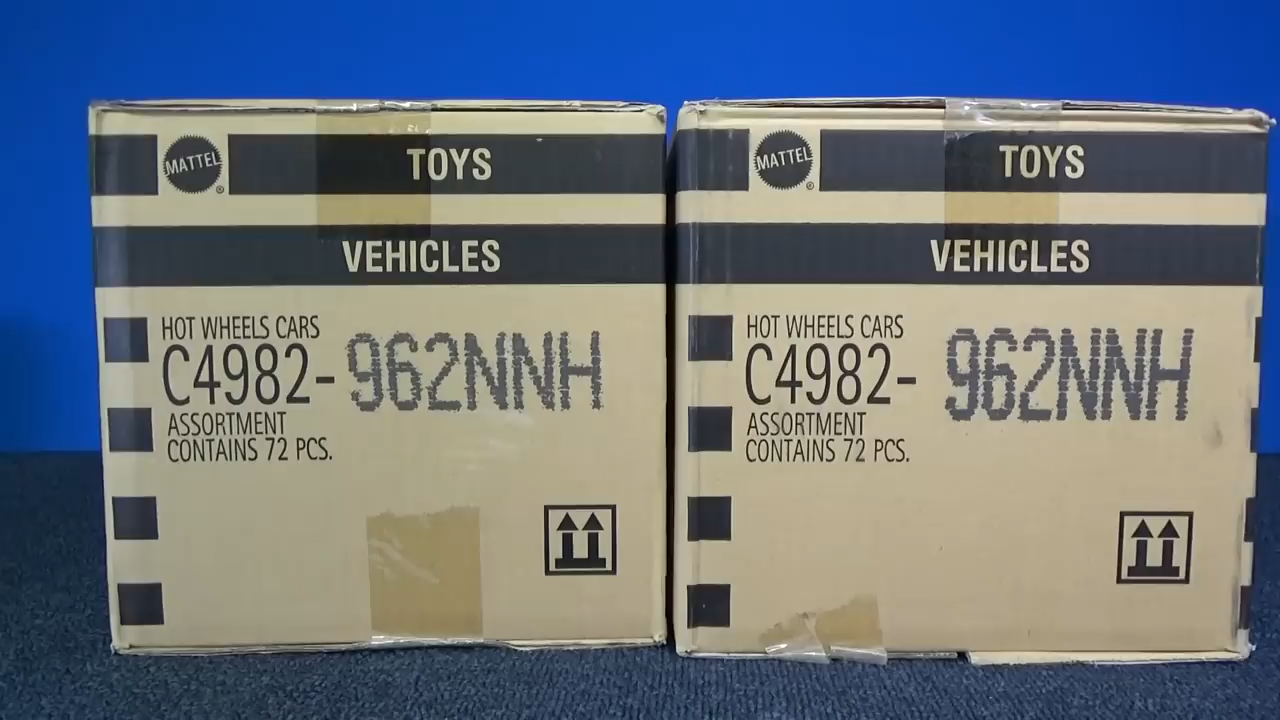 MATTEL
®
TOYS
VEHICLES
HOT WHEELS CARS
C4982-962NNH
ASSORTMENT
CONTAINS 72 PCS.
MATTEL
®
TOYS
VEHICLES
HOT WHEELS CARS
C4982-962NNH
ASSORTMENT
CONTAINS 72 PCS.